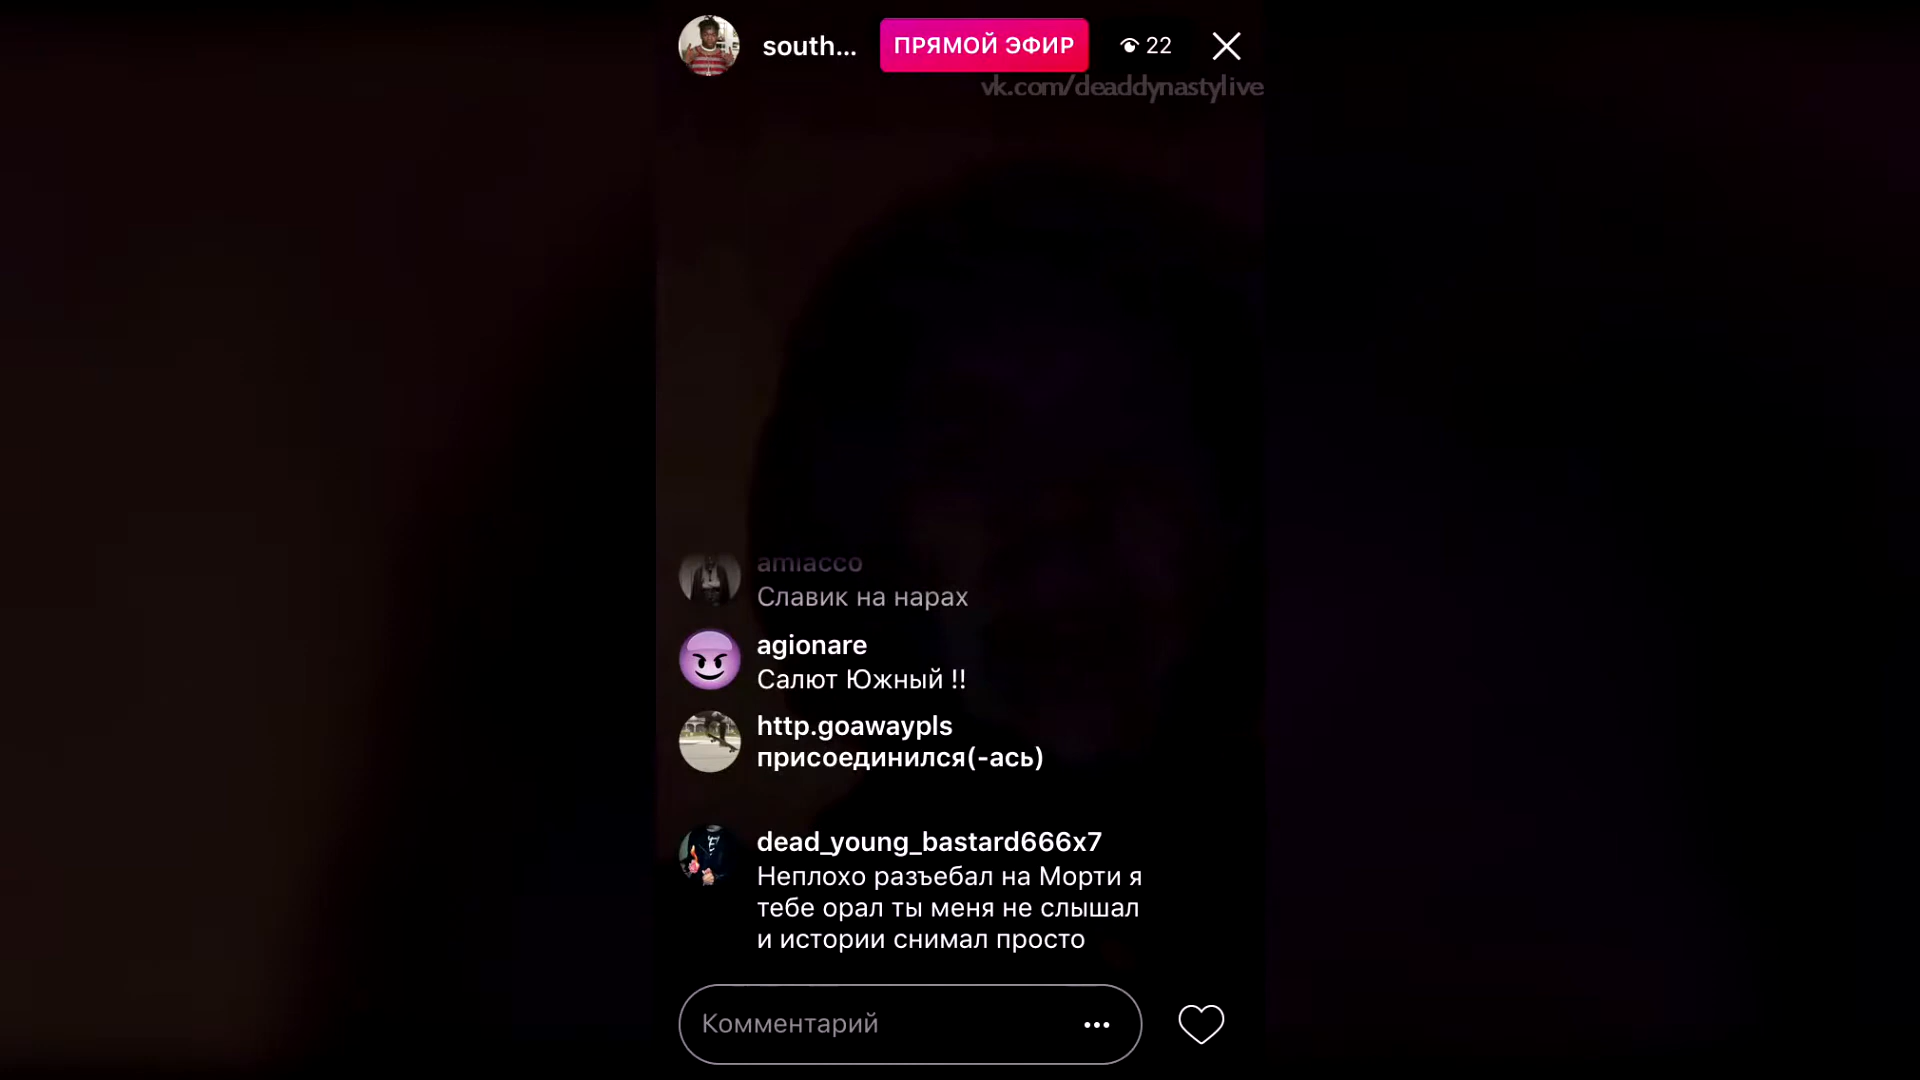 south...
ПРЯМОЙ ЭФИР
22
vk.com/deaddynastylive
amiacco
Славик на нарах
agionare
Салют Южный !!
http.goawaypls
присоединился(-ась)
dead_young_bastard666x7
Неплохо разъебал на Морти я
тебе орал ты меня не слышал
и истории снимал просто
Комментарий